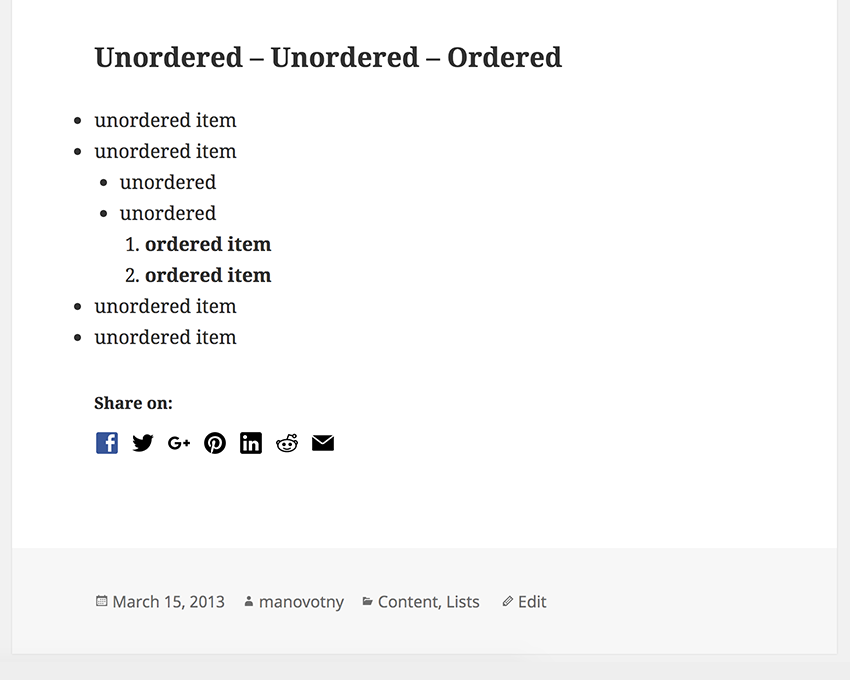 Unordered – Unordered – Ordered
• unordered item
• unordered item
• unordered
• unordered
1. ordered item
2. ordered item
• unordered item
• unordered item
Share on:
f G+ in
March 15, 2013 manovotny Content, Lists Edit